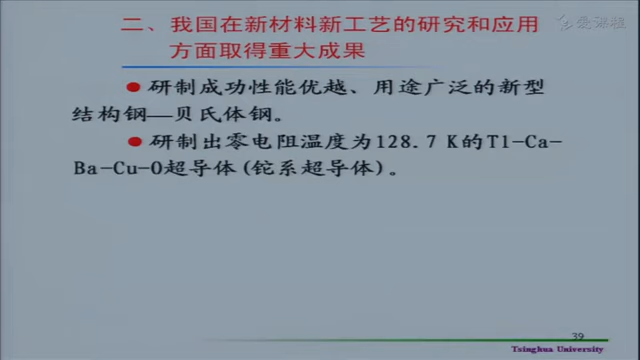 爱课程
二、我国在新材料新工艺的研究和应用
方面取得重大成果
●研制成功性能优越、用途广泛的新型
结构钢—贝氏体钢。
●研制出零电阻温度为128.7 K的Tl-Ca-
Ba-Cu-O超导体(铊系超导体)。
39
Tsinghua University